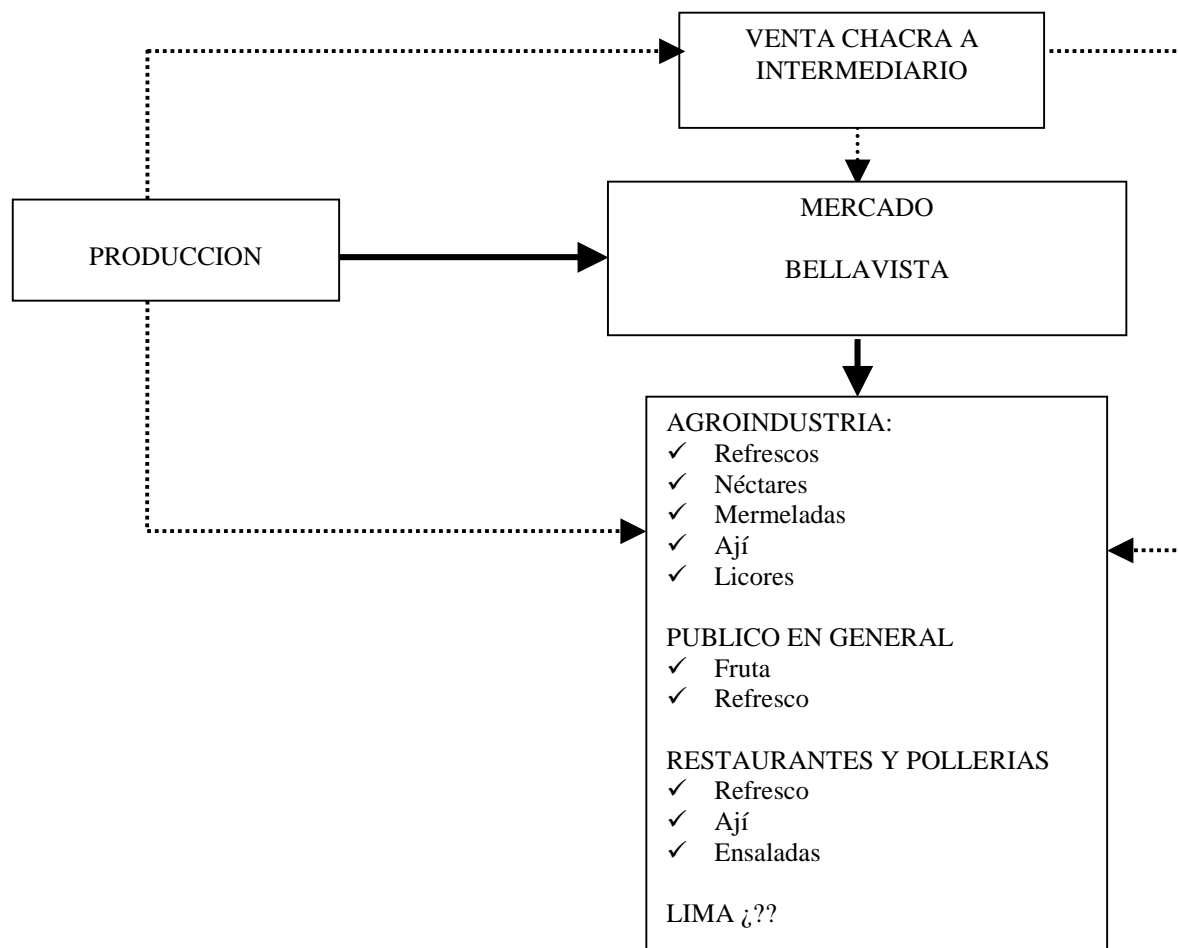 VENTA CHACRA A
INTERMEDIARIO
MERCADO
BELLAVISTA
PRODUCCION
AGROINDUSTRIA:
✓ Refrescos
✓ Néctares
✓ Mermeladas
✓ Ají
✓ Licores
PUBLICO EN GENERAL
✓ Fruta
✓ Refresco
RESTAURANTES Y POLLERIAS
✓ Refresco
✓ Ají
✓ Ensaladas
LIMA ¿??